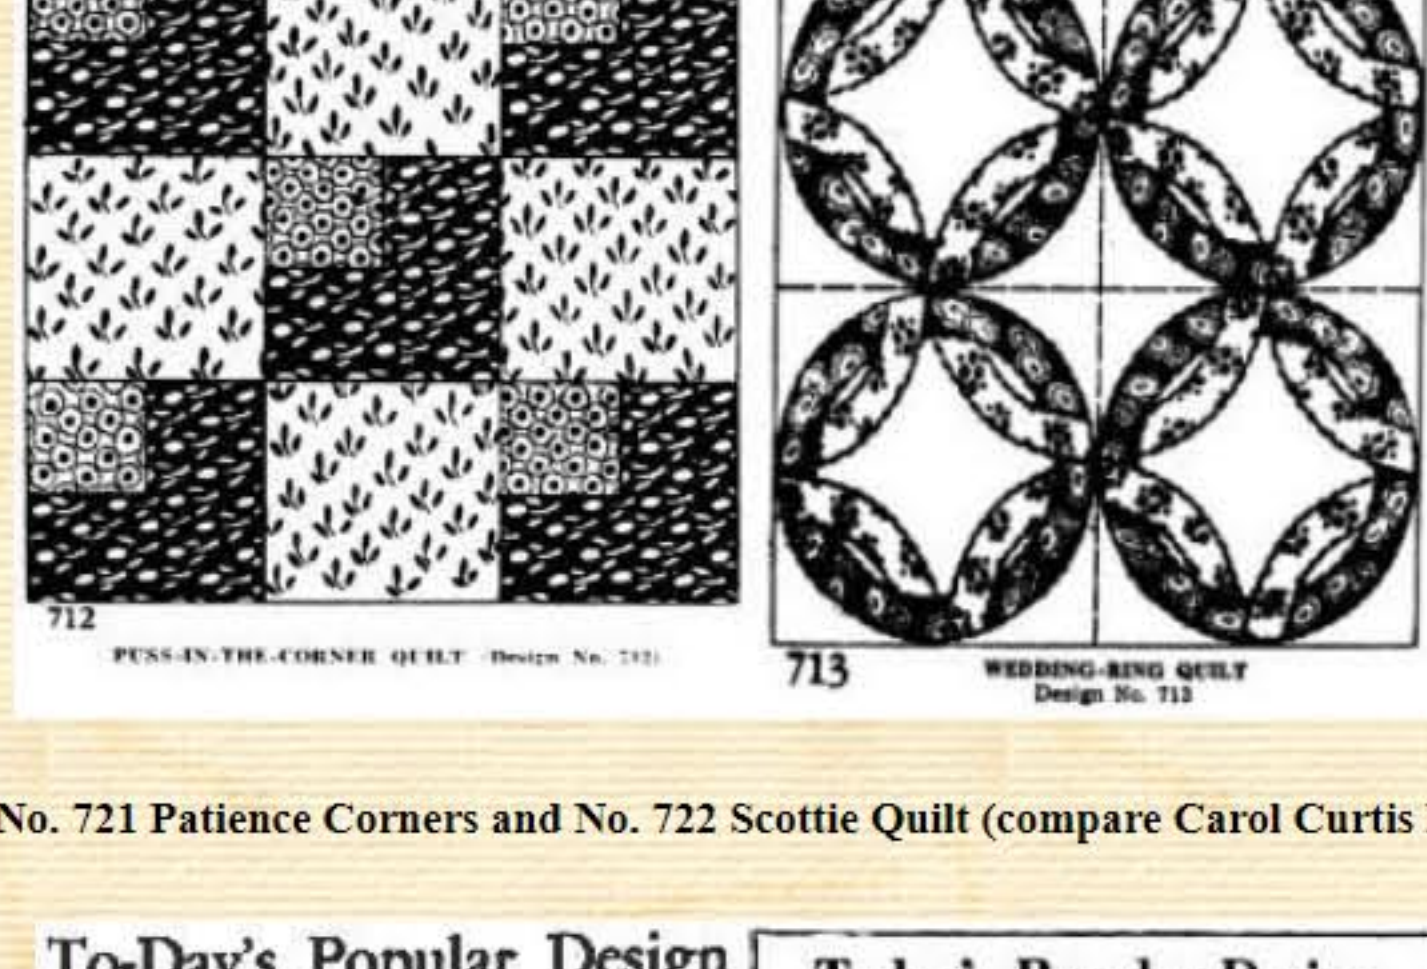 712
PUSS-IN-THE-CORNER QUILT (Design No. 712)
713
WEDDING-RING QUILT
Design No. 713
No. 721 Patience Corners and No. 722 Scottie Quilt (compare Carol Curtis
To-Day's Popular Design